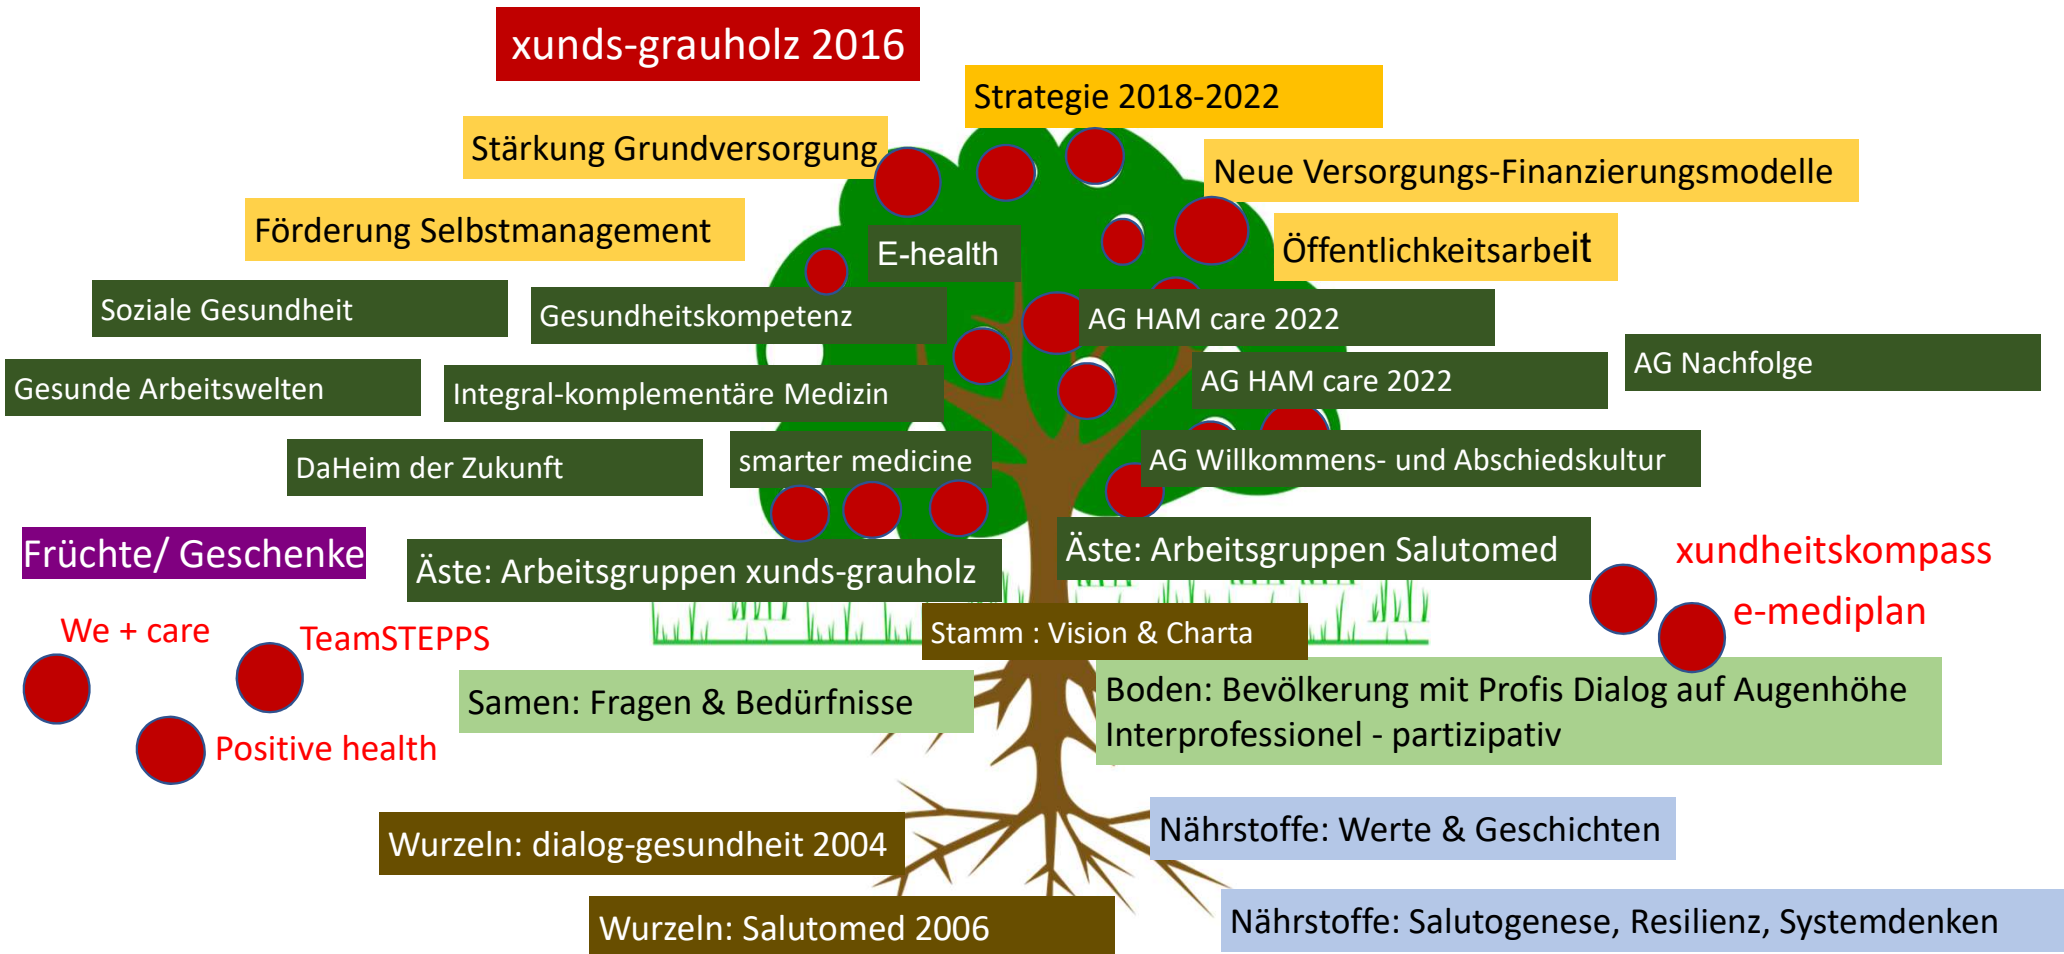 xunds-grauholz 2016
Strategie 2018-2022
Stärkung Grundversorgung
Neue Versorgungs-Finanzierungsmodelle
Förderung Selbstmanagement
E-health
Öffentlichkeitsarbeit
Soziale Gesundheit
Gesundheitskompetenz
AG HAM care 2022
AG Nachfolge
Gesunde Arbeitswelten
Integral-komplementäre Medizin
AG HAM care 2022
DaHeim der Zukunft
smarter medicine
AG Willkommens- und Abschiedskultur
Früchte/ Geschenke
Äste: Arbeitsgruppen xunds-grauholz
Äste: Arbeitsgruppen Salutomed
xundheitskompass
e-mediplan
We + care
TeamSTEPPS
Stamm : Vision & Charta
Samen: Fragen & Bedürfnisse
Boden: Bevölkerung mit Profis Dialog auf Augenhöhe
Interprofessionel - partizipativ
Positive health
Wurzeln: dialog-gesundheit 2004
Nährstoffe: Werte & Geschichten
Wurzeln: Salutomed 2006
Nährstoffe: Salutogenese, Resilienz, Systemdenken